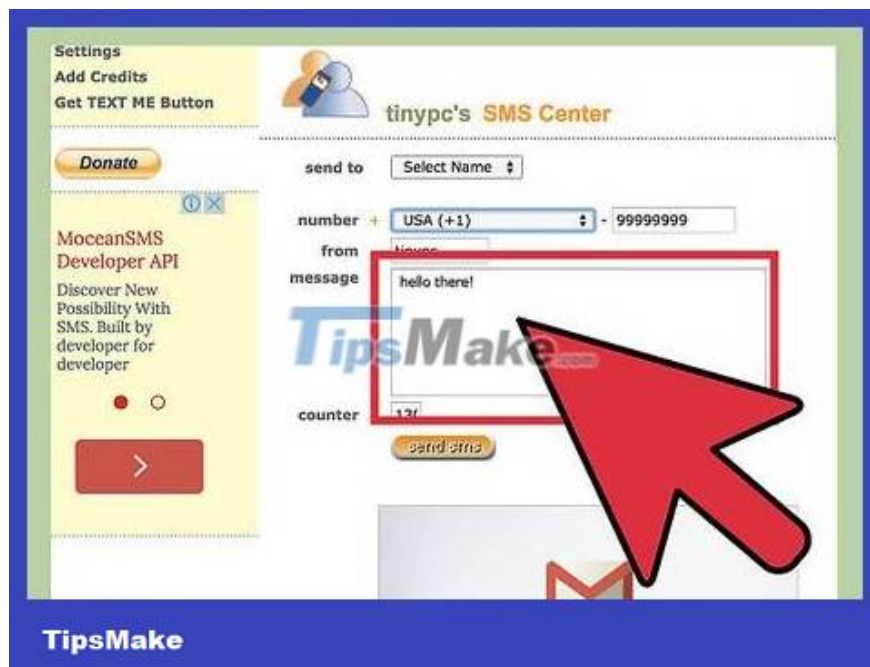 Settings
Add Credits
Get TEXT ME Button
Donate
MoceanSMS
Developer API
Discover New
Possibility With
SMS. Built by
developer for
developer
tinypc's SMS Center
send to Select Name
number + USA (+1) - 99999999
from tinypc
message hello there!
TipsMake.com
counter
send sms
TipsMake